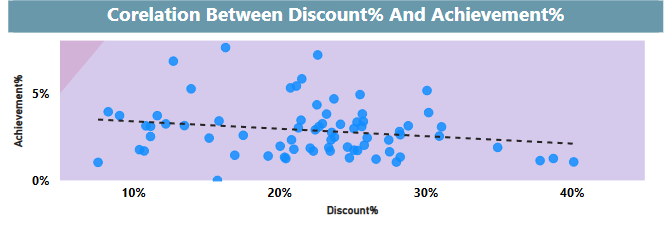 Corelation Between Discount% And Achievement%
Achievement%
5%
0%
10%
20%
30%
40%
Discount%